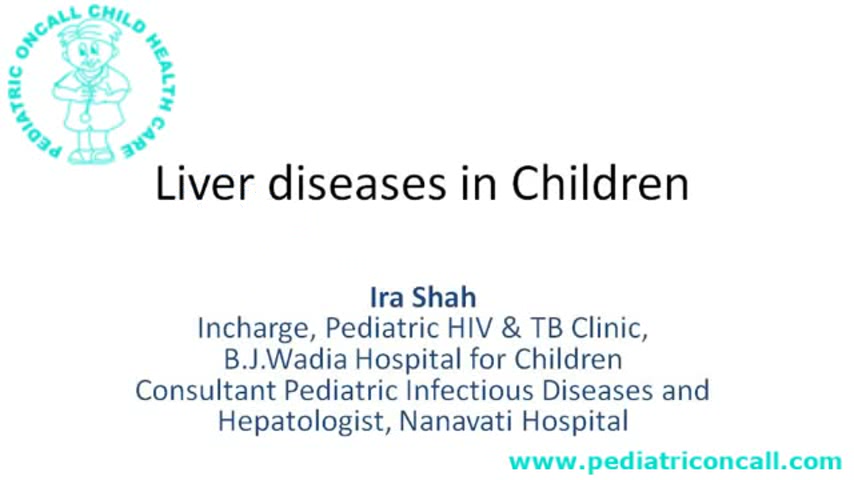 PEDIATRIC ONCALL CHILD HEALTH CARE
Liver diseases in Children
Ira Shah
Incharge, Pediatric HIV & TB Clinic,
B.J.Wadia Hospital for Children
Consultant Pediatric Infectious Diseases and
Hepatologist, Nanavati Hospital
www.pediatriconcall.com